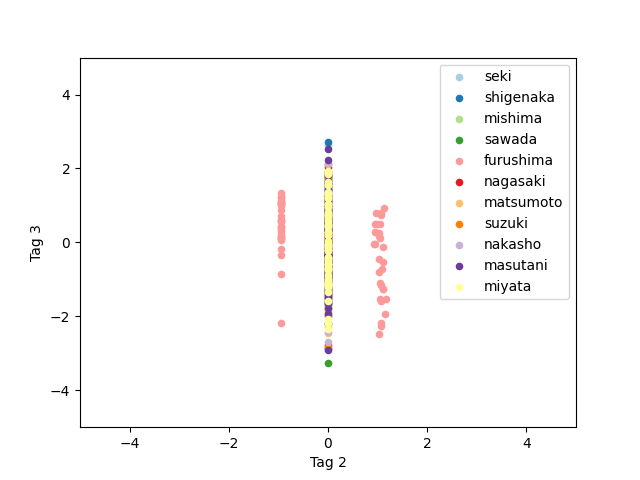 seki
shigenaka
mishima
sawada
furushima
nagasaki
matsumoto
suzuki
nakasho
masutani
miyata
4
2
0
−2
−4
Tag 3
−4
−2
0
2
4
Tag 2